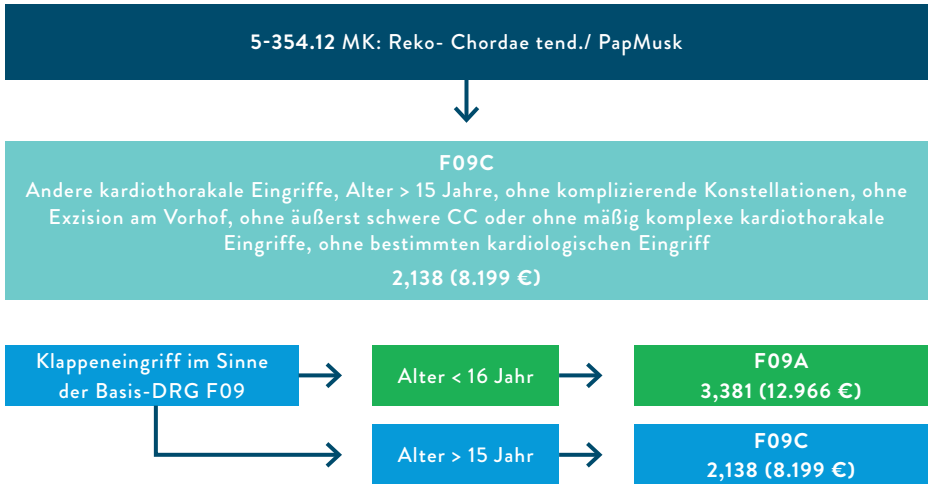 5-354.12 MK: Reko- Chordae tend./ PapMusk
F09C
Andere kardiothorakale Eingriffe, Alter > 15 Jahre, ohne komplizierende Konstellationen, ohne
Exzision am Vorhof, ohne äußerst schwere CC oder ohne mäßig komplexe kardiothorakale
Eingriffe, ohne bestimmten kardiologischen Eingriff
2,138 (8.199 €)
Klappeneingriff im Sinne
der Basis-DRG F09
Alter < 16 Jahr
F09A
3,381 (12.966 €)
Alter > 15 Jahr
F09C
2,138 (8.199 €)